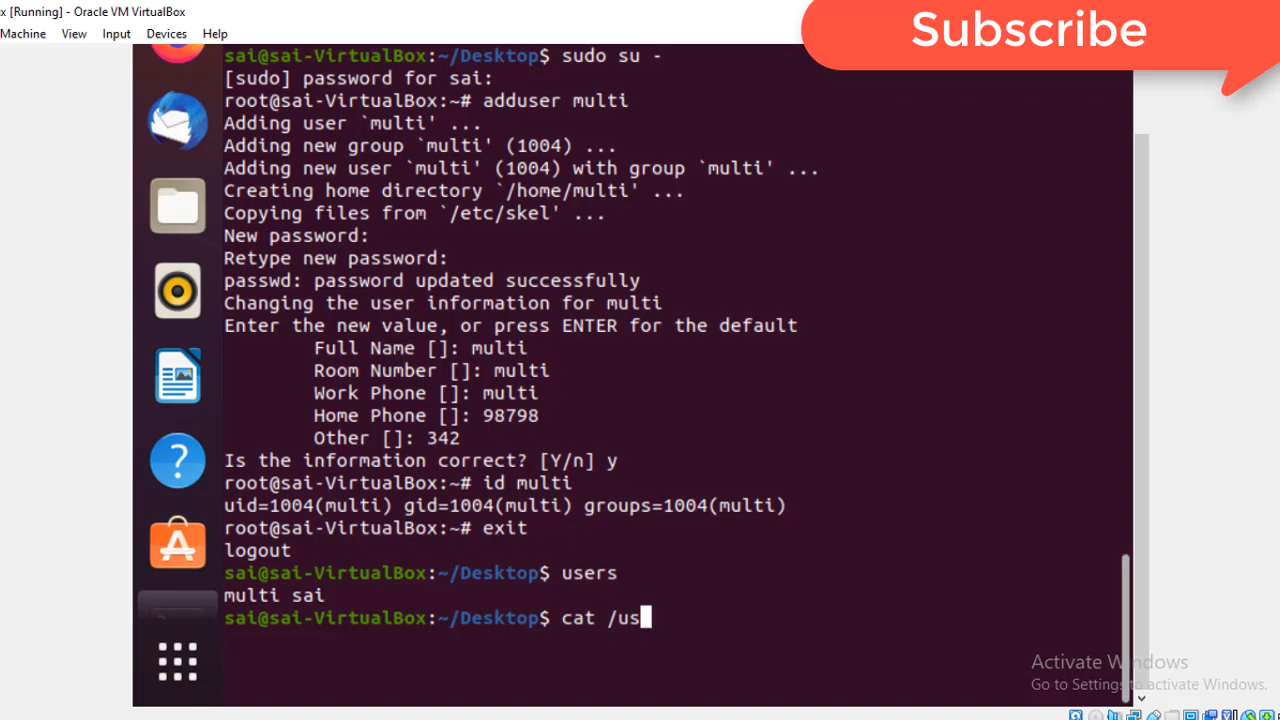 x [Running] - Oracle VM VirtualBox
Machine View Input Devices Help
Subscribe
sai@sai-VirtualBox:~/Desktop$ sudo su -
[sudo] password for sai:
root@sai-VirtualBox:~# adduser multi
Adding user `multi' ...
Adding new group `multi' (1004) ...
Adding new user `multi' (1004) with group `multi' ...
Creating home directory `/home/multi' ...
Copying files from `/etc/skel' ...
New password:
Retype new password:
passwd: password updated successfully
Changing the user information for multi
Enter the new value, or press ENTER for the default
Full Name []: multi
Room Number []: multi
Work Phone []: multi
Home Phone []: 98798
Other []: 342
Is the information correct? [Y/n] y
root@sai-VirtualBox:~# id multi
uid=1004(multi) gid=1004(multi) groups=1004(multi)
root@sai-VirtualBox:~# exit
logout
sai@sai-VirtualBox:~/Desktop$ users
multi sai
sai@sai-VirtualBox:~/Desktop$ cat /us
Activate Windows
Go to Settings to activate Windows.